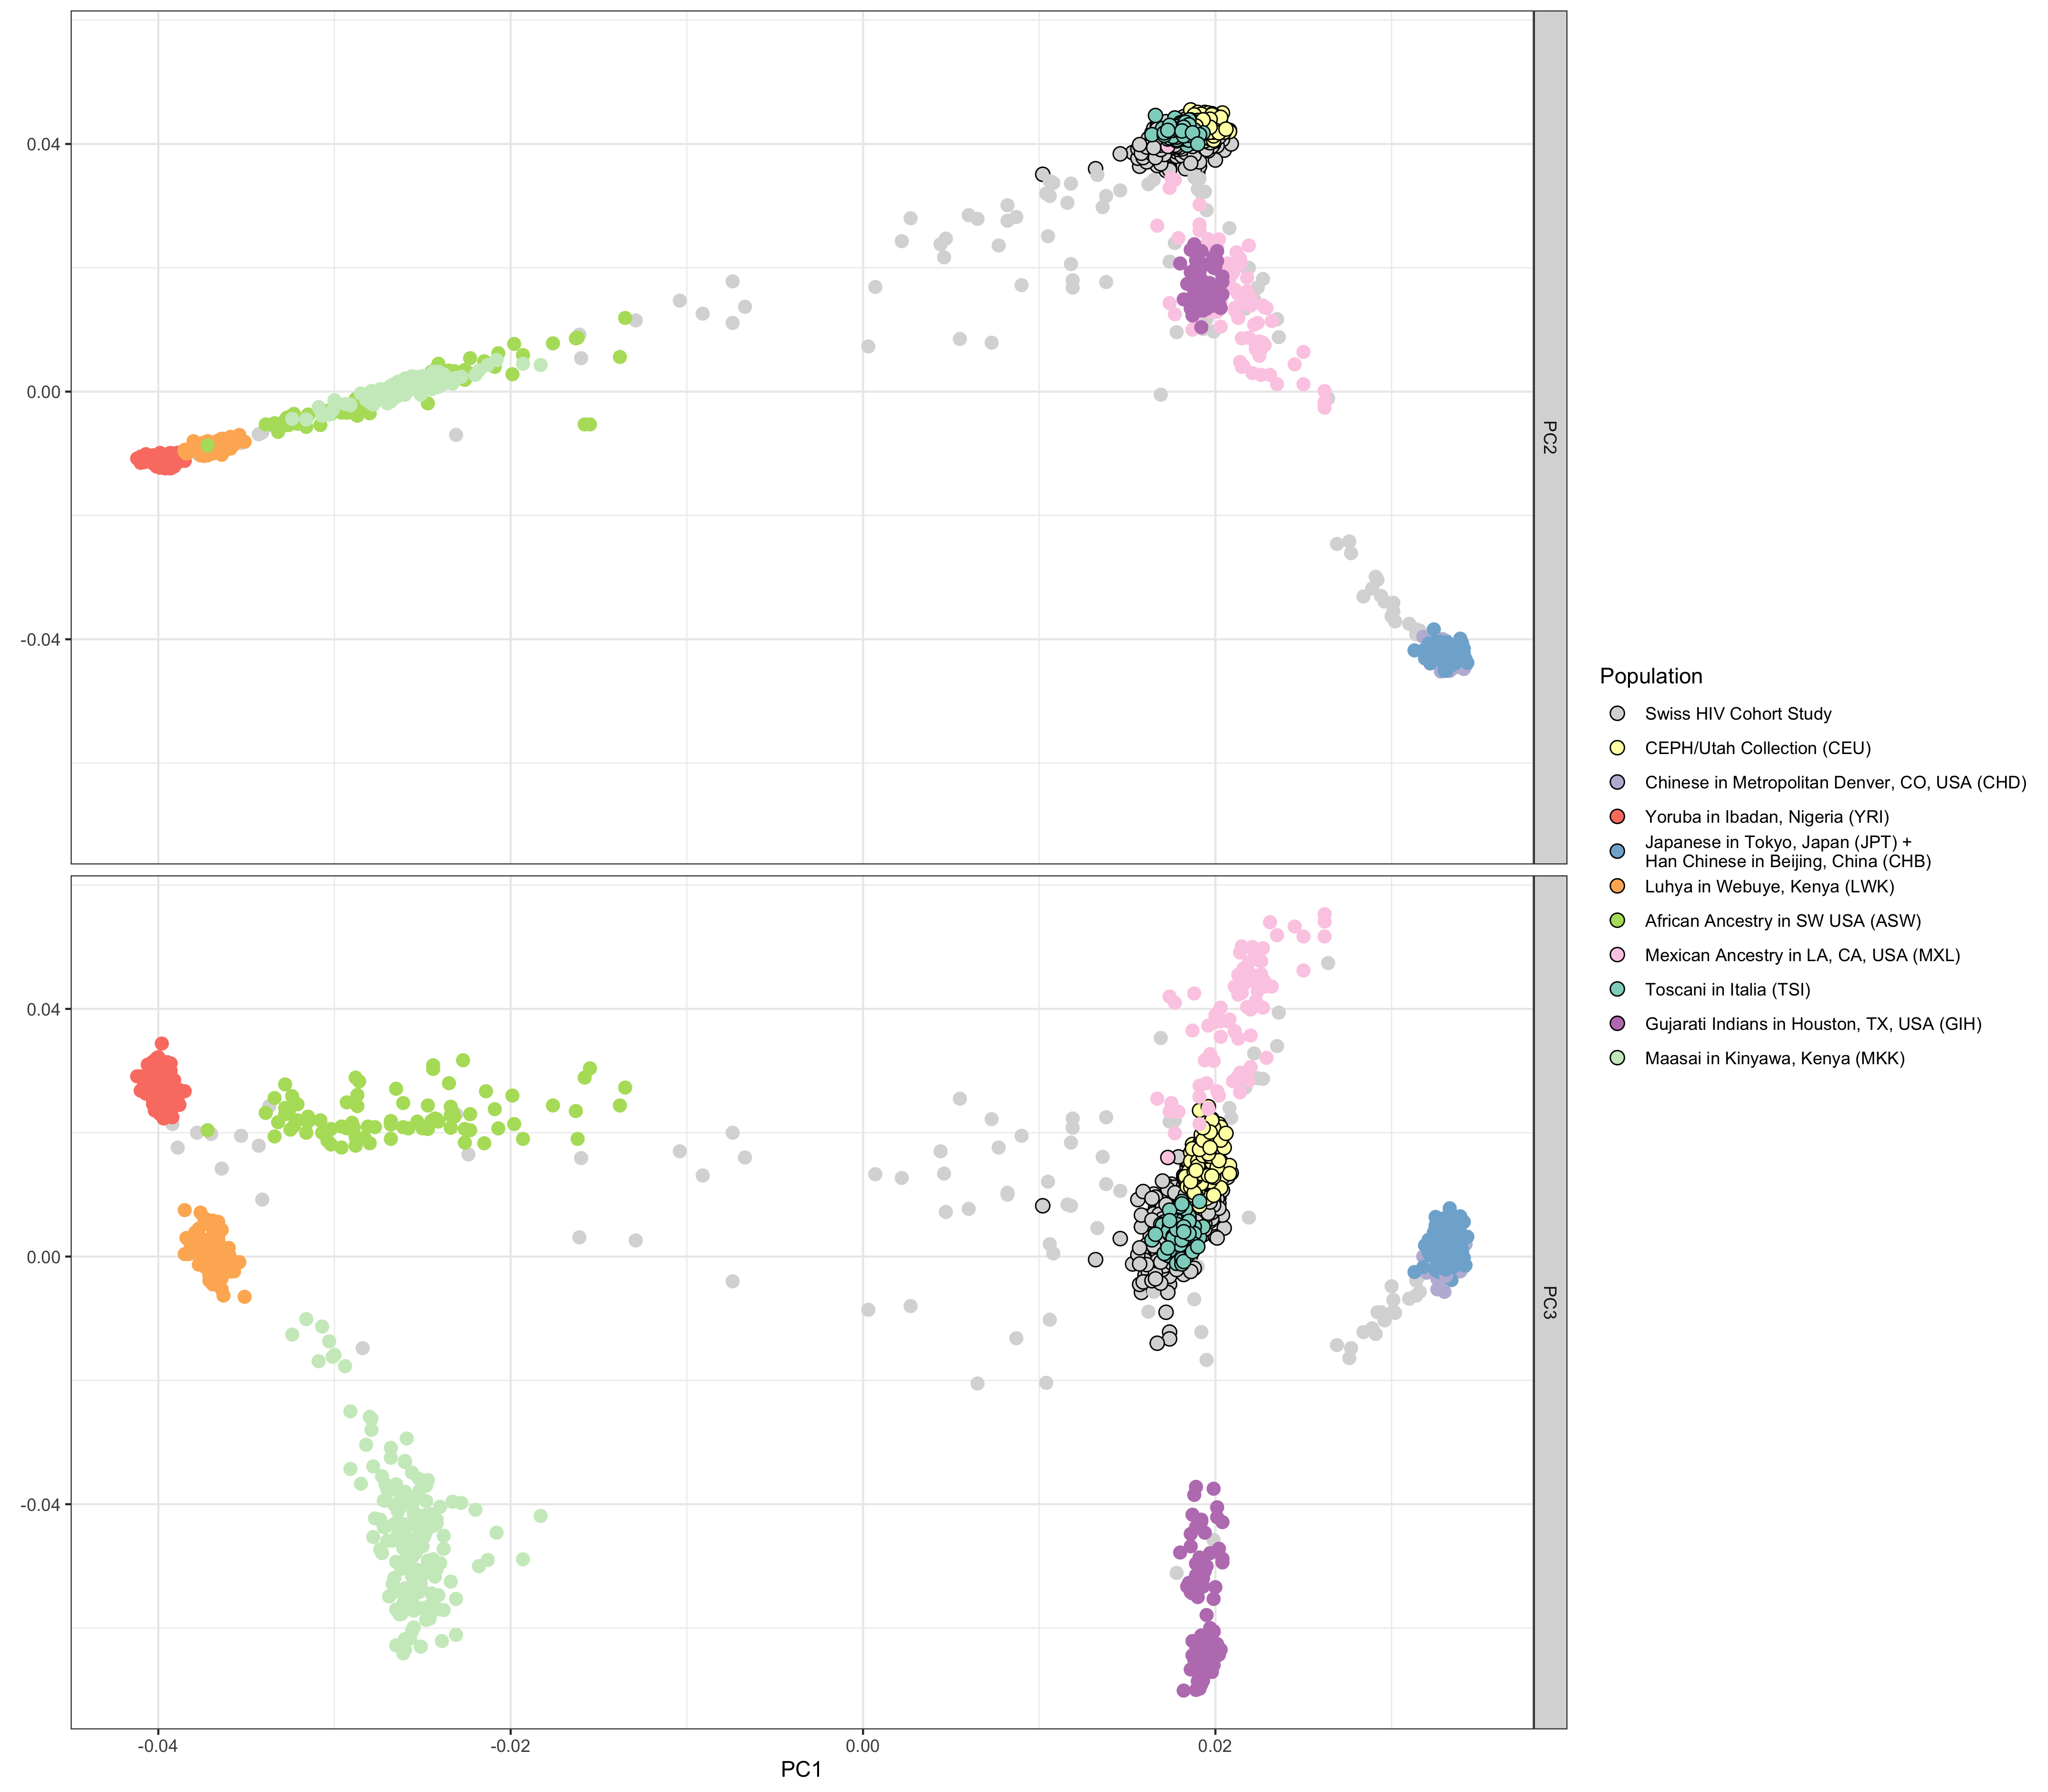 0.04
0.00
-0.04
PC2
0.04
0.00
-0.04
PC3
-0.04
-0.02
0.00
0.02
PC1
Population
Swiss HIV Cohort Study
CEPH/Utah Collection (CEU)
Chinese in Metropolitan Denver, CO, USA (CHD)
Yoruba in Ibadan, Nigeria (YRI)
Japanese in Tokyo, Japan (JPT) +
Han Chinese in Beijing, China (CHB)
Luhya in Webuye, Kenya (LWK)
African Ancestry in SW USA (ASW)
Mexican Ancestry in LA, CA, USA (MXL)
Toscani in Italia (TSI)
Gujarati Indians in Houston, TX, USA (GIH)
Maasai in Kinyawa, Kenya (MKK)